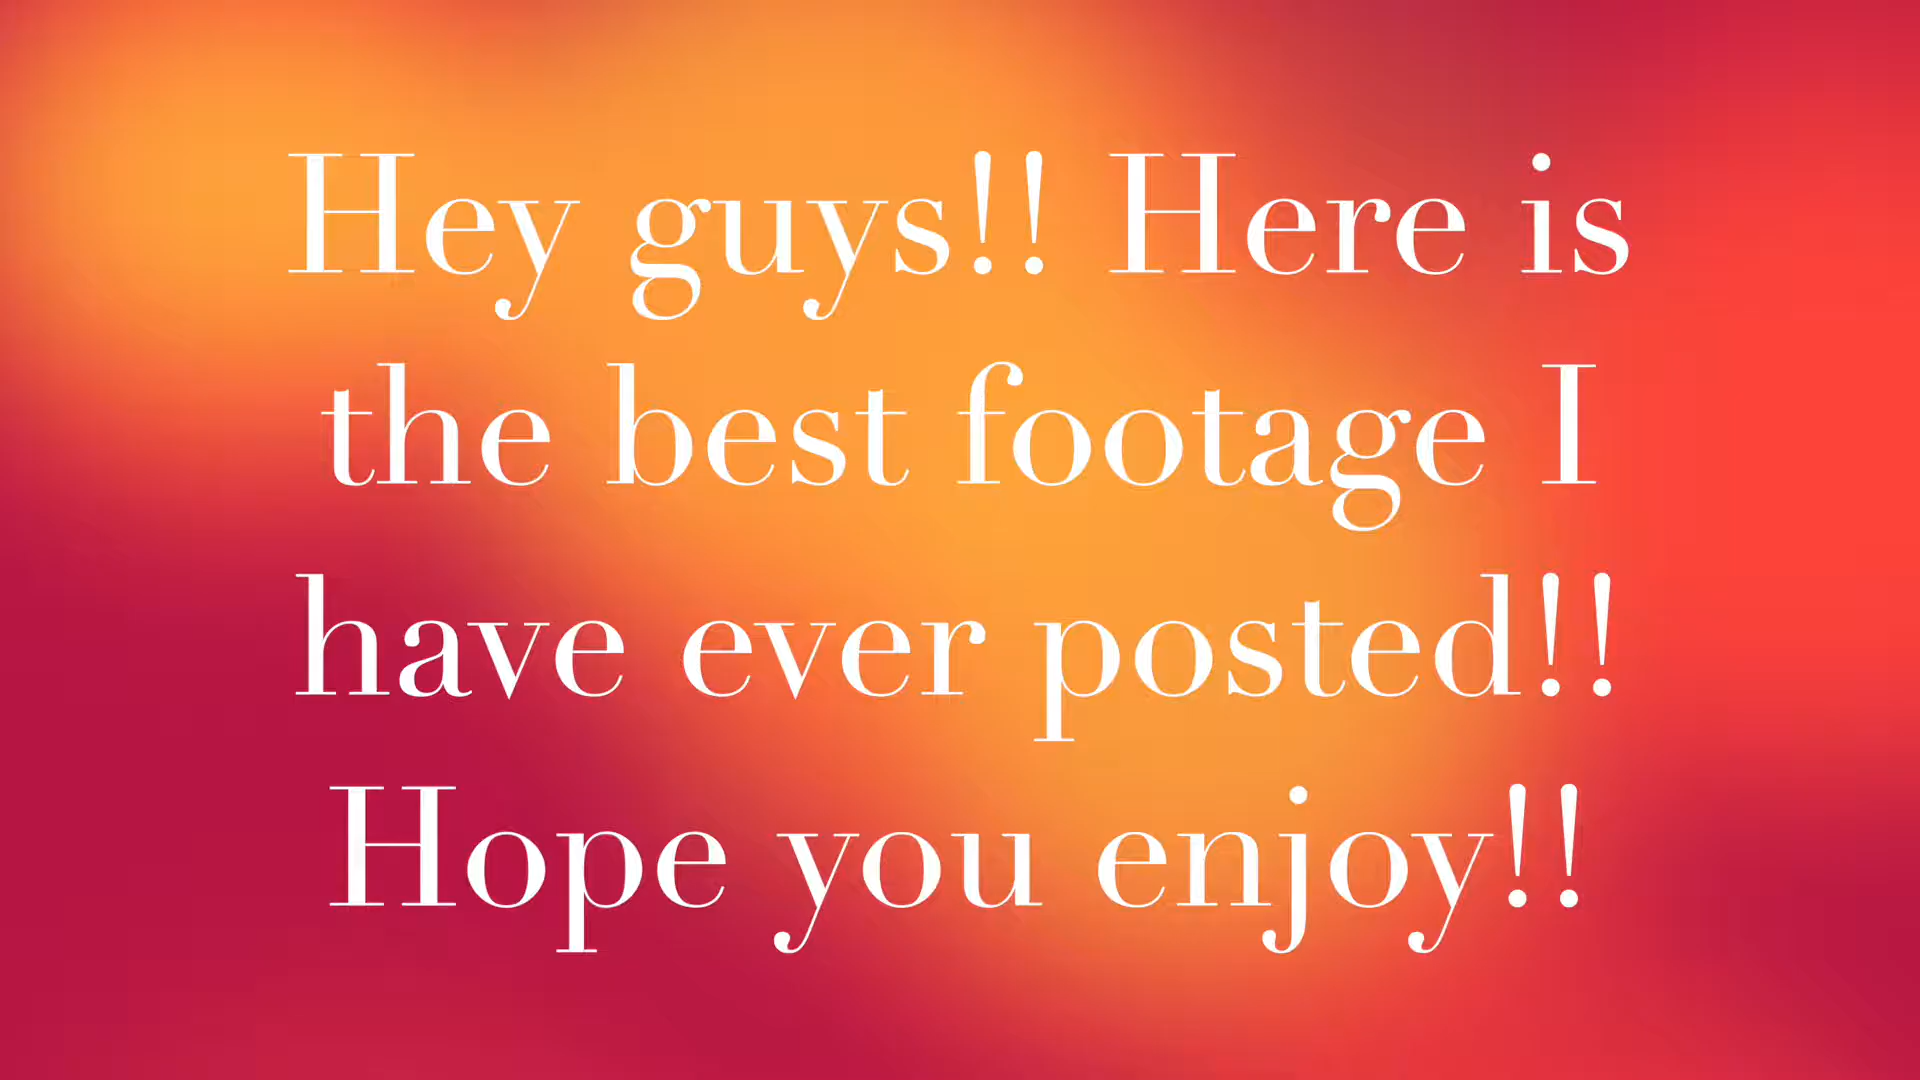 Hey guys!! Here is
the best footage I
have ever posted!!
Hope you enjoy!!